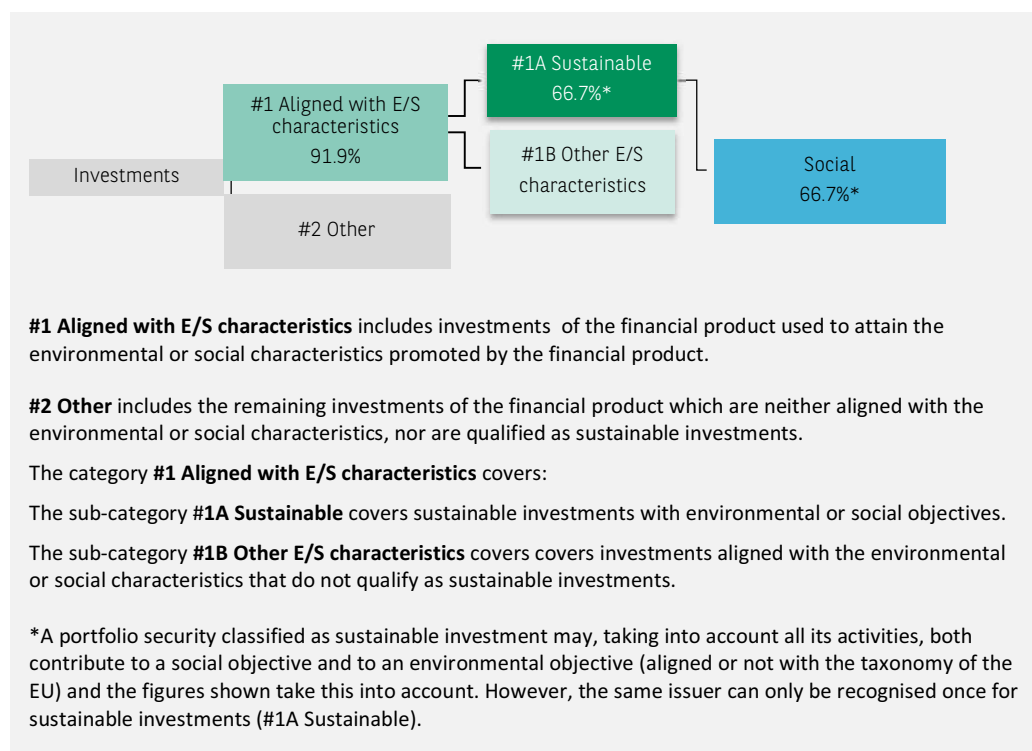 #1A Sustainable
66.7%*
#1 Aligned with E/S
characteristics
91.9%
#1B Other E/S
characteristics
Investments
Social
66.7%*
#2 Other
#1 Aligned with E/S characteristics includes investments of the financial product used to attain the
environmental or social characteristics promoted by the financial product.
#2 Other includes the remaining investments of the financial product which are neither aligned with the
environmental or social characteristics, nor are qualified as sustainable investments.
The category #1 Aligned with E/S characteristics covers:
The sub-category #1A Sustainable covers sustainable investments with environmental or social objectives.
The sub-category #1B Other E/S characteristics covers covers investments aligned with the environmental
or social characteristics that do not qualify as sustainable investments.
*A portfolio security classified as sustainable investment may, taking into account all its activities, both
contribute to a social objective and to an environmental objective (aligned or not with the taxonomy of the
EU) and the figures shown take this into account. However, the same issuer can only be recognised once for
sustainable investments (#1A Sustainable).